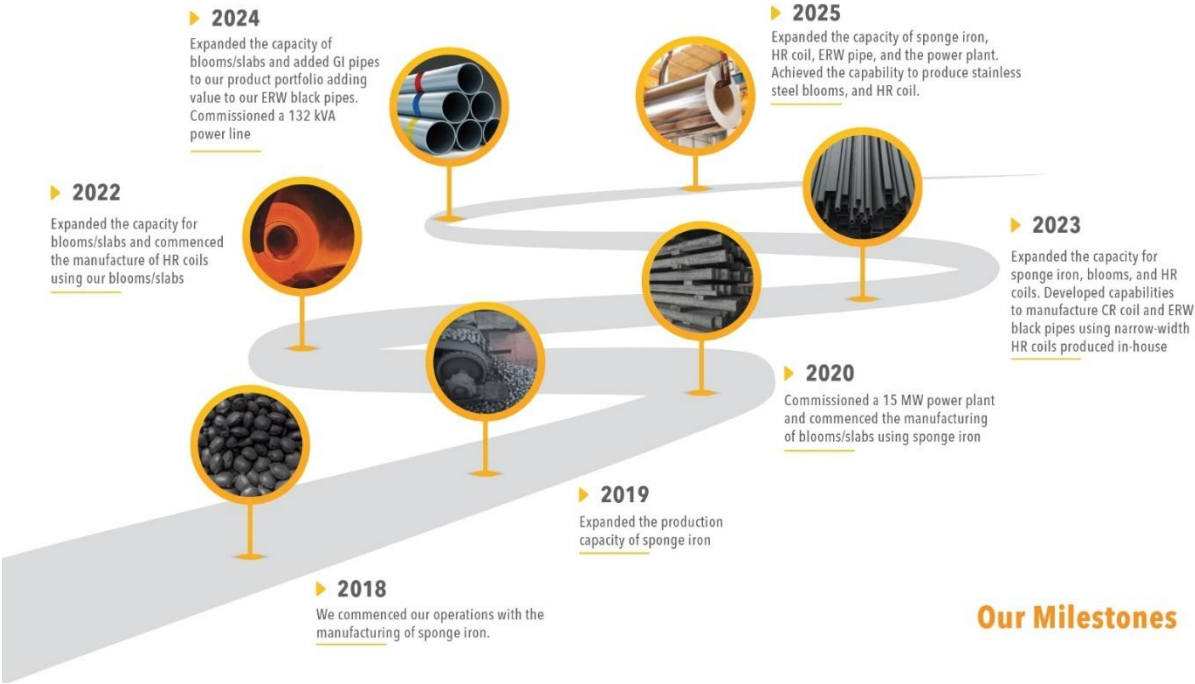 2024
Expanded the capacity of
blooms/slabs and added GI pipes
to our product portfolio adding
value to our ERW black pipes.
Commissioned a 132 kVA
power line
2025
Expanded the capacity of sponge iron,
HR coil, ERW pipe, and the power plant.
Achieved the capability to produce stainless
steel blooms, and HR coil.
2022
Expanded the capacity for
blooms/slabs and commenced
the manufacture of HR coils
using our blooms/slabs
2023
Expanded the capacity for
sponge iron, blooms, and HR
coils. Developed capabilities
to manufacture CR coil and ERW
black pipes using narrow-width
HR coils produced in-house
2020
Commissioned a 15 MW power plant
and commenced the manufacturing
of blooms/slabs using sponge iron
2019
Expanded the production
capacity of sponge iron
2018
We commenced our operations with the
manufacturing of sponge iron.
Our Milestones